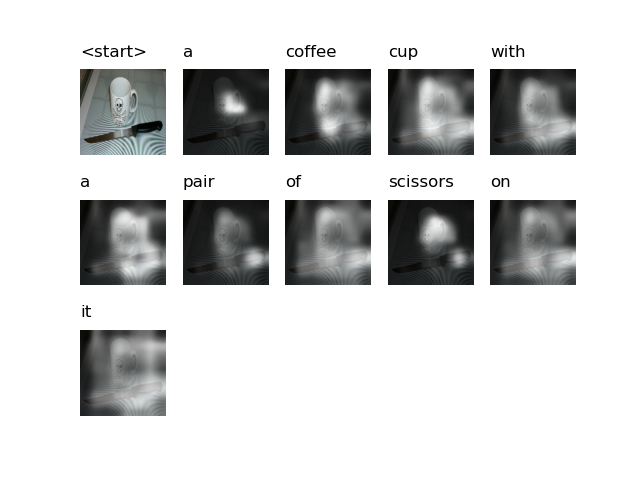 <start> a coffee cup with
a pair of scissors on
it